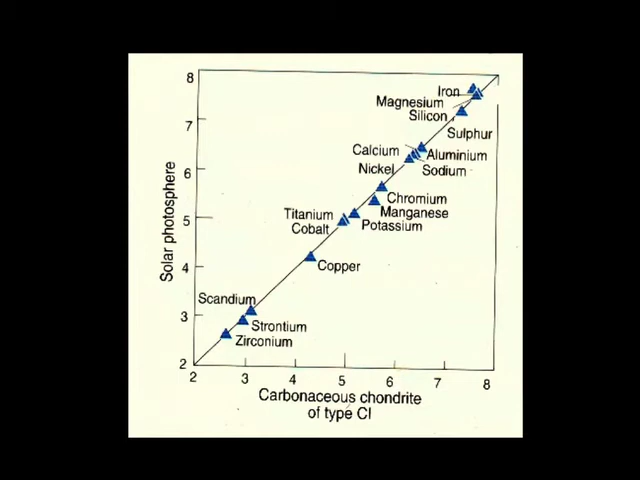 8
7
6
5
4
3
2
Solar photosphere
Iron
Magnesium
Silicon
Sulphur
Calcium
Aluminium
Nickel
Sodium
Chromium
Titanium
Manganese
Cobalt
Potassium
Copper
Scandium
Strontium
Zirconium
2 3 4 5 6 7 8
Carbonaceous chondrite
of type CI